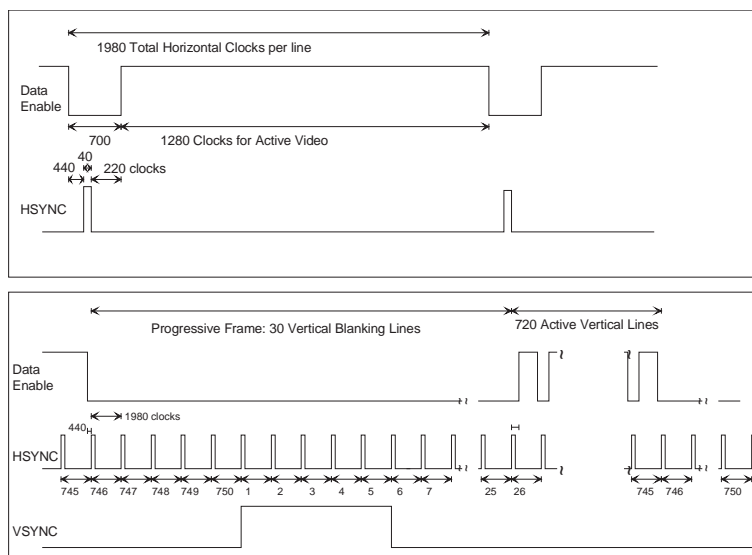 1980 Total Horizontal Clocks per line
Data
Enable
700
1280 Clocks for Active Video
40
440
220 clocks
HSYNC
Progressive Frame: 30 Vertical Blanking Lines
720 Active Vertical Lines
Data
Enable
1980 clocks
440
HSYNC
745 746 747 748 749 750 1 2 3 4 5 6 7 25 26 745 746 750
VSYNC